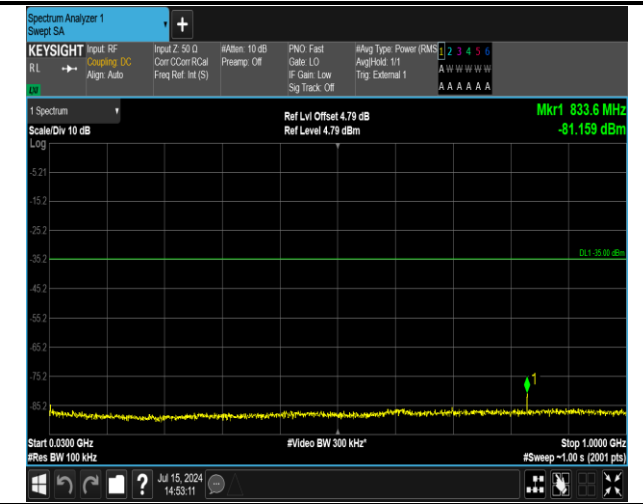 Spectrum Analyzer 1
Swept SA
+
KEYSIGHT Input: RF
RL Coupling: DC
Align: Auto
Input Z: 50 Ω
Corr CCorr RCal
Freq Ref: Int (S)
#Atten: 10 dB
Preamp: Off
PNO: Fast
Gate: LO
IF Gain: Low
Sig Track: Off
#Avg Type: Power (RMS
Avg|Hold: 1/1
Trig: External 1
1 2 3 4 5 6
A W W W W W
A A A A A A
1 Spectrum
Scale/Div 10 dB
Ref Lvl Offset 4.79 dB
Ref Level 4.79 dBm
Mkr1 833.6 MHz
-81.159 dBm
Log
-5.21
-15.2
-25.2
-35.2
-45.2
-55.2
-65.2
-75.2
-85.2
DL1 -35.00 dBm
1
Start 0.0300 GHz
#Res BW 100 kHz
#Video BW 300 kHz*
Stop 1.0000 GHz
#Sweep ~1.00 s (2001 pts)
?
Jul 15, 2024
14:53:11